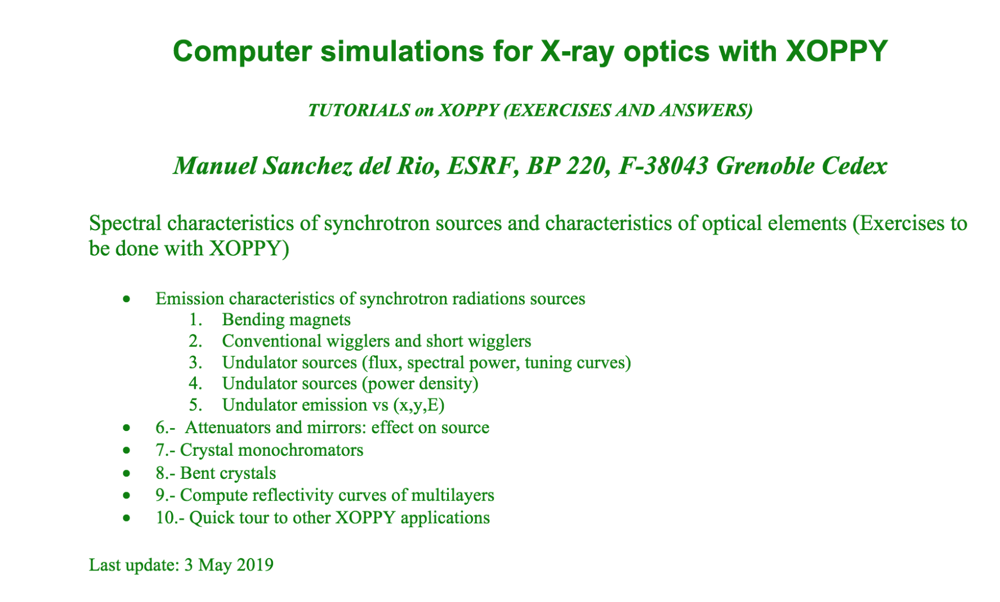 Computer simulations for X-ray optics with XOPPY
TUTORIALS on XOPPY (EXERCISES AND ANSWERS)
Manuel Sanchez del Rio, ESRF, BP 220, F-38043 Grenoble Cedex
Spectral characteristics of synchrotron sources and characteristics of optical elements (Exercises to
be done with XOPPY)
• Emission characteristics of synchrotron radiations sources
1. Bending magnets
2. Conventional wigglers and short wigglers
3. Undulator sources (flux, spectral power, tuning curves)
4. Undulator sources (power density)
5. Undulator emission vs (x,y,E)
• 6.- Attenuators and mirrors: effect on source
• 7.- Crystal monochromators
• 8.- Bent crystals
• 9.- Compute reflectivity curves of multilayers
• 10.- Quick tour to other XOPPY applications
Last update: 3 May 2019